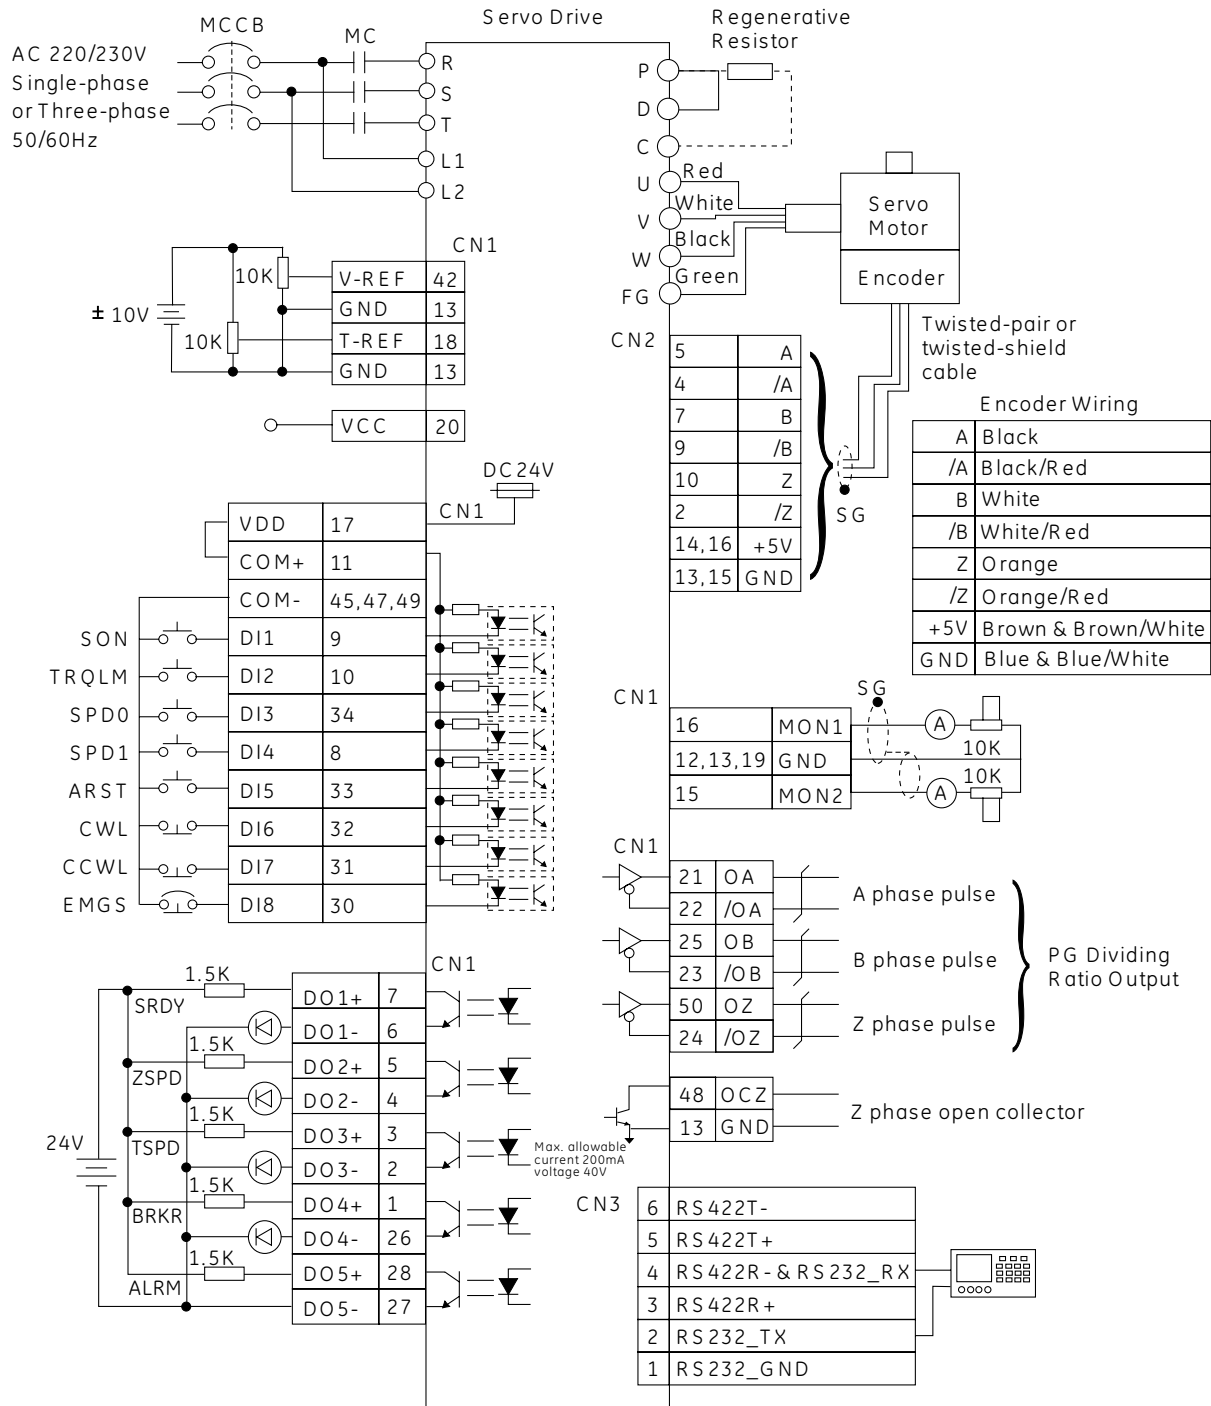 Servo Drive
Regenerative
Resistor
MCCB
MC
AC 220/230V
Single-phase
or Three-phase
50/60Hz
R
S
T
L1
L2
P
D
C
U
V
W
FG
Red
White
Black
Green
Servo
Motor
Encoder
Twisted-pair or
twisted-shield
cable
CN1
± 10V
10K
10K
V-REF 42
GND 13
T-REF 18
GND 13
VCC 20
CN2
5 A
4 /A
7 B
9 /B
10 Z
2 /Z
14,16 +5V
13,15 GND
SG
Encoder Wiring
A Black
/A Black/Red
B White
/B White/Red
Z Orange
/Z Orange/Red
+5V Brown & Brown/White
GND Blue & Blue/White
DC24V
CN1
VDD 17
COM+ 11
COM- 45,47,49
SON DI1 9
TRQLM DI2 10
SPD0 DI3 34
SPD1 DI4 8
ARST DI5 33
CWL DI6 32
CCWL DI7 31
EMGS DI8 30
CN1
SG
16 MON1
12,13,19 GND
15 MON2
A
10K
10K
A
CN1
21 OA
22 /OA
25 OB
23 /OB
50 OZ
24 /OZ
A phase pulse
B phase pulse
Z phase pulse
PG Dividing
Ratio Output
48 OCZ
13 GND
Z phase open collector
Max. allowable
current 200mA
voltage 40V
CN1
24V
1.5K
SRDY
DO1+ 7
DO1- 6
1.5K
ZSPD
DO2+ 5
DO2- 4
1.5K
TSPD
DO3+ 3
DO3- 2
1.5K
BRKR
DO4+ 1
DO4- 26
1.5K
ALRM
DO5+ 28
DO5- 27
CN3
6 RS422T-
5 RS422T+
4 RS422R-& RS232_RX
3 RS422R+
2 RS232_TX
1 RS232_GND